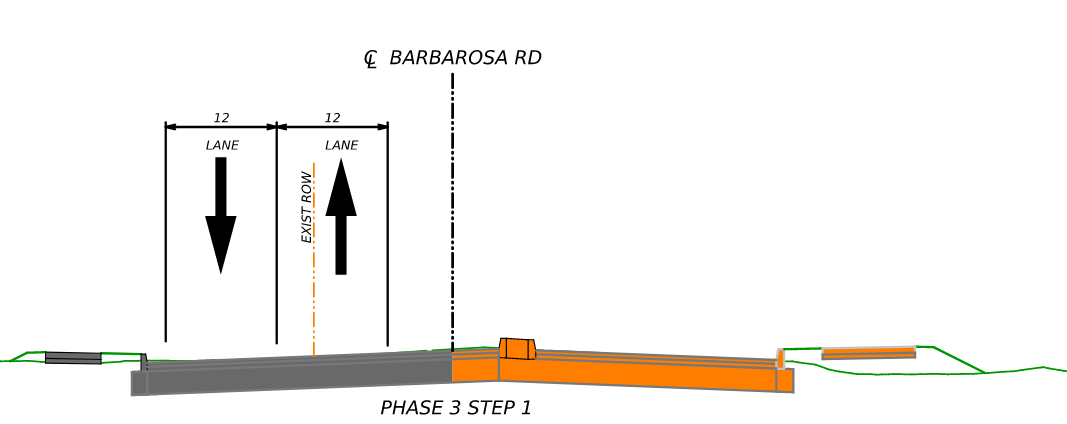 ℄ BARBAROSA RD
12 12
LANE LANE
EXIST ROW
PHASE 3 STEP 1